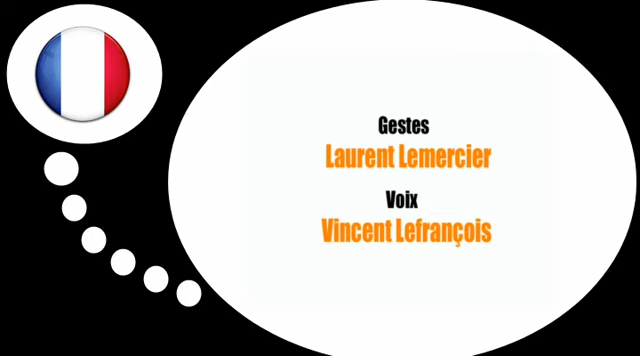 Gestes
Laurent Lemercier
Voix
Vincent Lefrançois